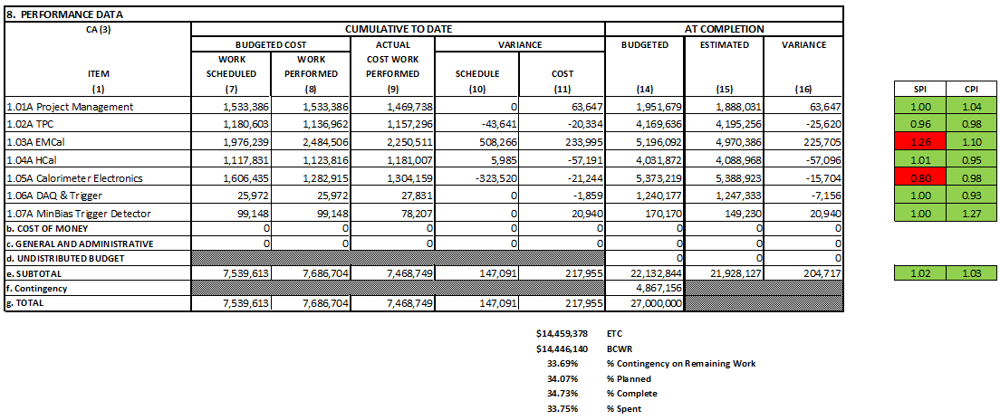 8. PERFORMANCE DATA
CA (3) CUMULATIVE TO DATE AT COMPLETION
BUDGETED COST ACTUAL VARIANCE BUDGETED ESTIMATED VARIANCE
WORK WORK COST WORK
ITEM SCHEDULED PERFORMED PERFORMED SCHEDULE COST
(1) (7) (8) (9) (10) (11) (14) (15) (16) SPI CPI
1.01A Project Management 1,533,386 1,533,386 1,469,738 0 63,647 1,951,679 1,888,031 63,647 1.00 1.04
1.02A TPC 1,180,603 1,136,962 1,157,296 -43,641 -20,334 4,169,636 4,195,256 -25,620 0.96 0.98
1.03A EMCal 1,976,239 2,484,506 2,250,511 508,266 233,995 5,196,092 4,970,386 225,705 1.26 1.10
1.04A HCal 1,117,831 1,123,816 1,181,007 5,985 -57,191 4,031,872 4,088,968 -57,096 1.01 0.95
1.05A Calorimeter Electronics 1,606,435 1,282,915 1,304,159 -323,520 -21,244 5,373,219 5,388,923 -15,704 0.80 0.98
1.06A DAQ & Trigger 25,972 25,972 27,831 0 -1,859 1,240,177 1,247,333 -7,156 1.00 0.93
1.07A MinBias Trigger Detector 99,148 99,148 78,207 0 20,940 170,170 149,230 20,940 1.00 1.27
b. COST OF MONEY 0 0 0 0 0 0 0 0
c. GENERAL AND ADMINISTRATIVE 0 0 0 0 0 0 0 0
d. UNDISTRIBUTED BUDGET 0 0 0
e. SUBTOTAL 7,539,613 7,686,704 7,468,749 147,091 217,955 22,132,844 21,928,127 204,717 1.02 1.03
f. Contingency 4,867,156
g. TOTAL 7,539,613 7,686,704 7,468,749 147,091 217,955 27,000,000
$14,459,378 ETC
$14,446,140 BCWR
33.69% % Contingency on Remaining Work
34.07% % Planned
34.73% % Complete
33.75% % Spent